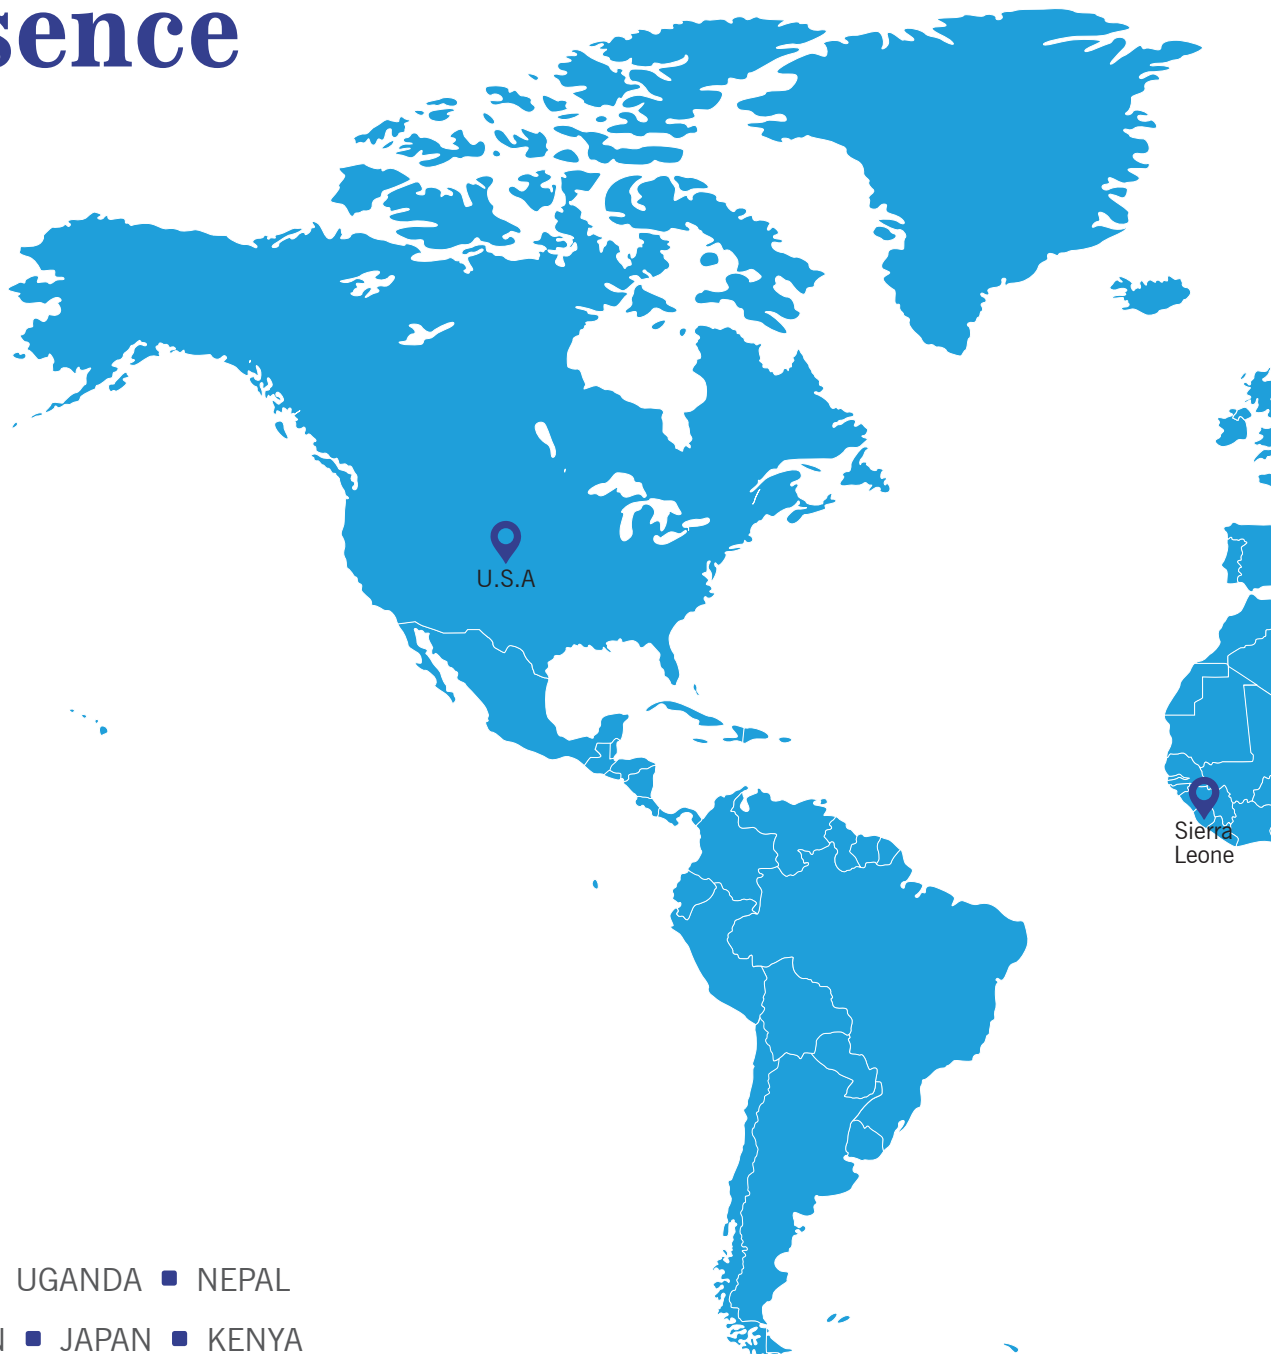 sence
U.S.A
Sierra
Leone
UGANDA ▪ NEPAL
N ▪ JAPAN ▪ KENYA